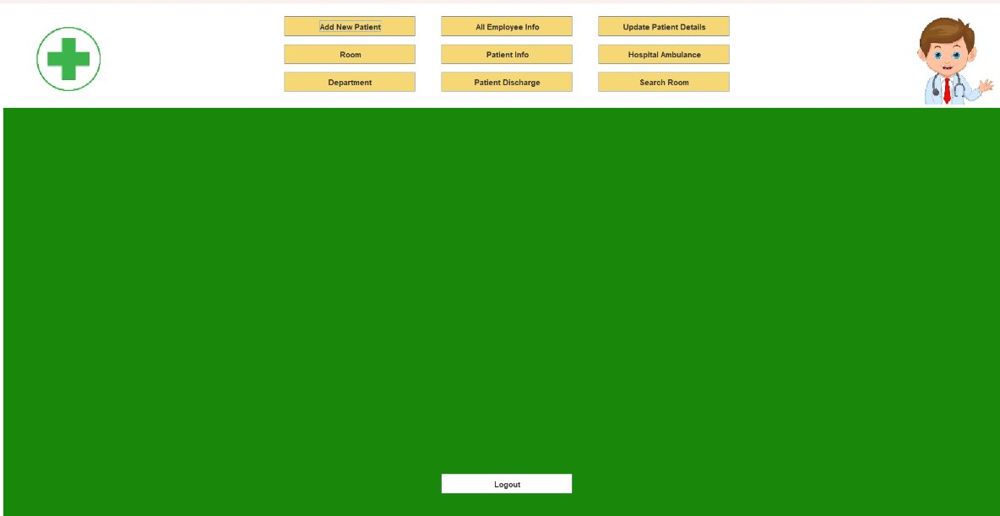 Add New Patient
All Employee Info
Update Patient Details
Room
Patient Info
Hospital Ambulance
Department
Patient Discharge
Search Room
Logout